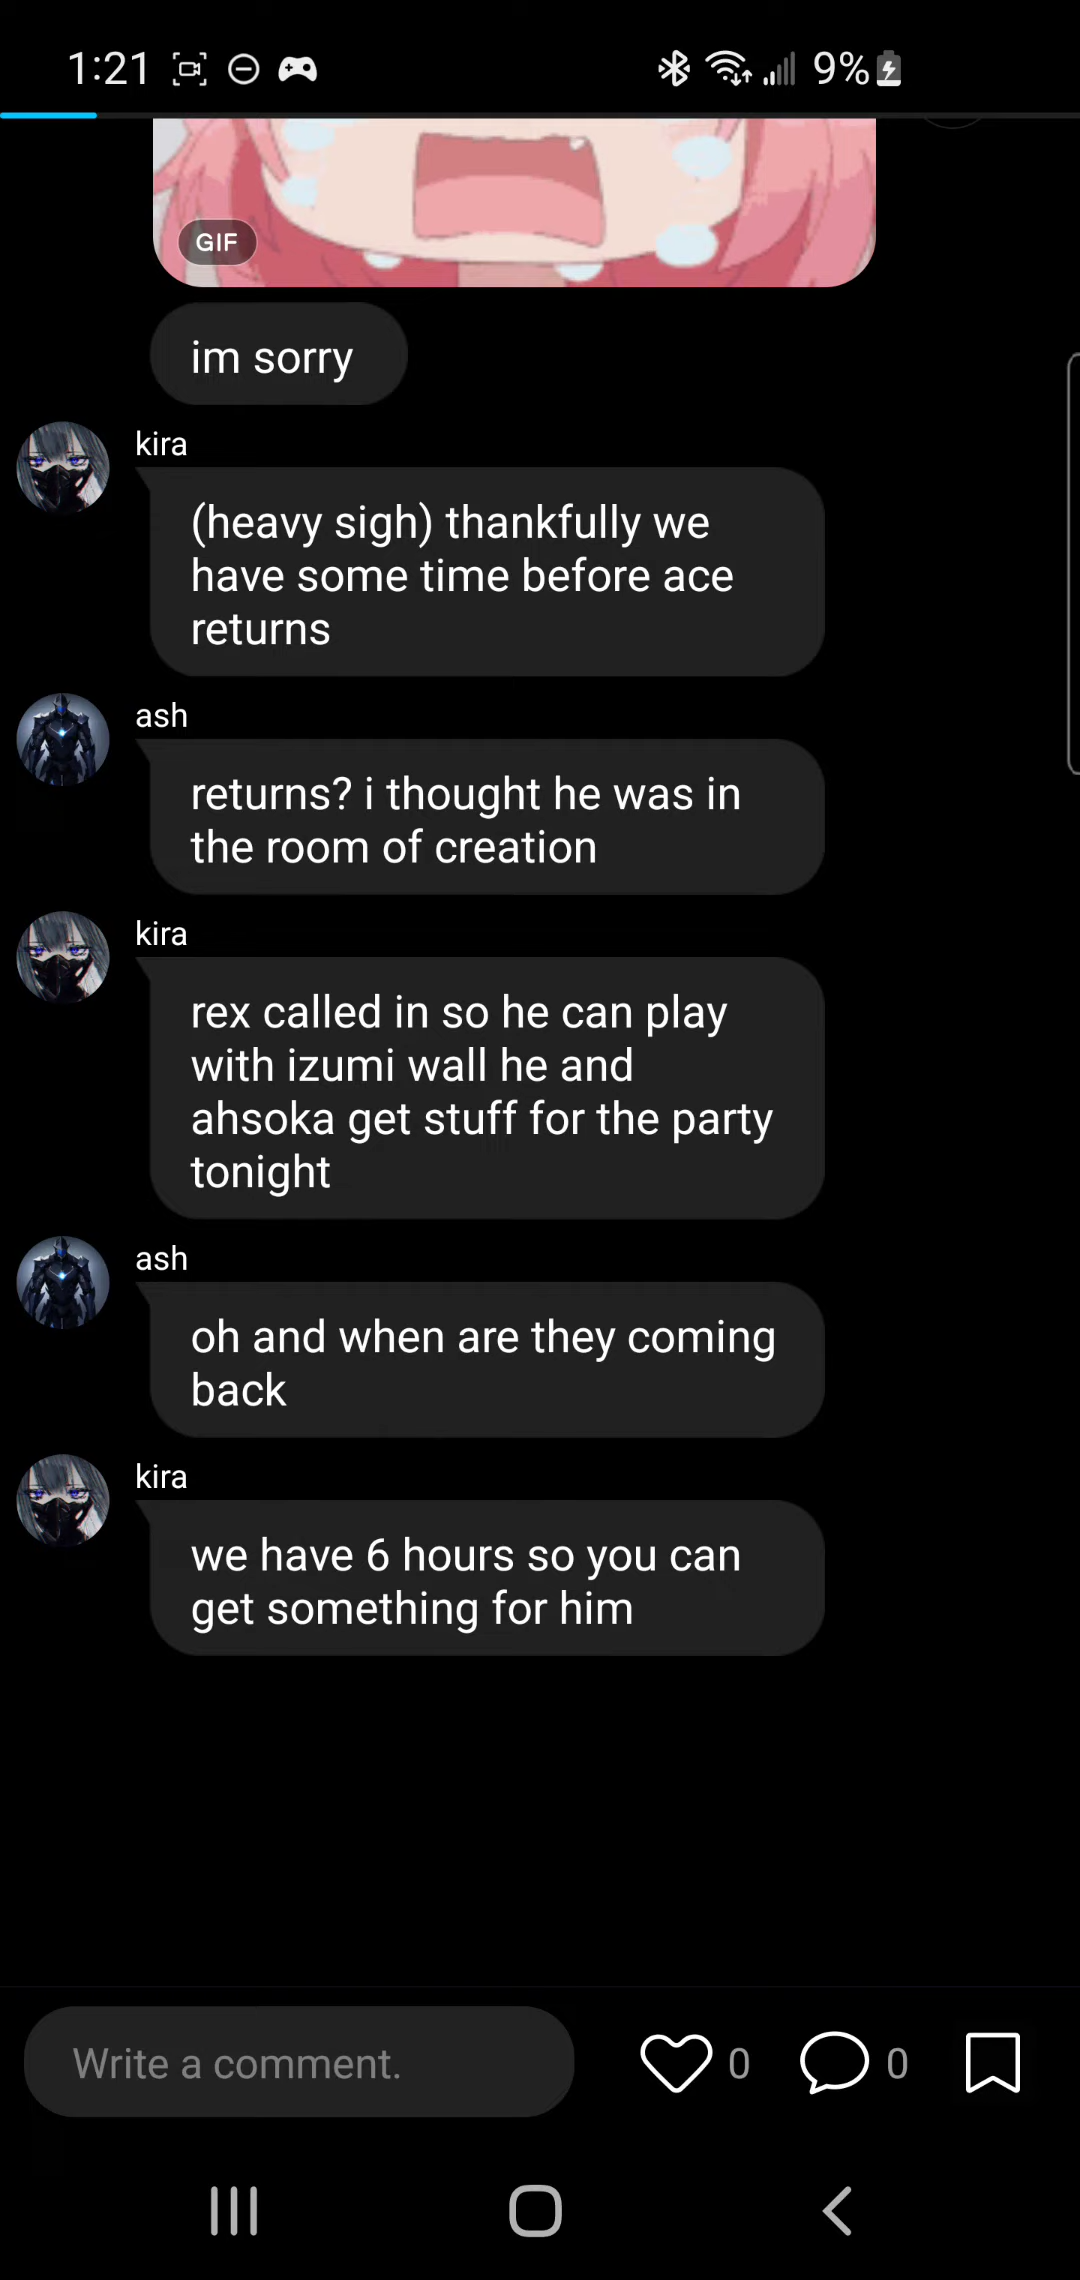 1:21
9%
GIF
im sorry
kira
(heavy sigh) thankfully we
have some time before ace
returns
ash
returns? i thought he was in
the room of creation
kira
rex called in so he can play
with izumi wall he and
ahsoka get stuff for the party
tonight
ash
oh and when are they coming
back
kira
we have 6 hours so you can
get something for him
Write a comment.
0
0